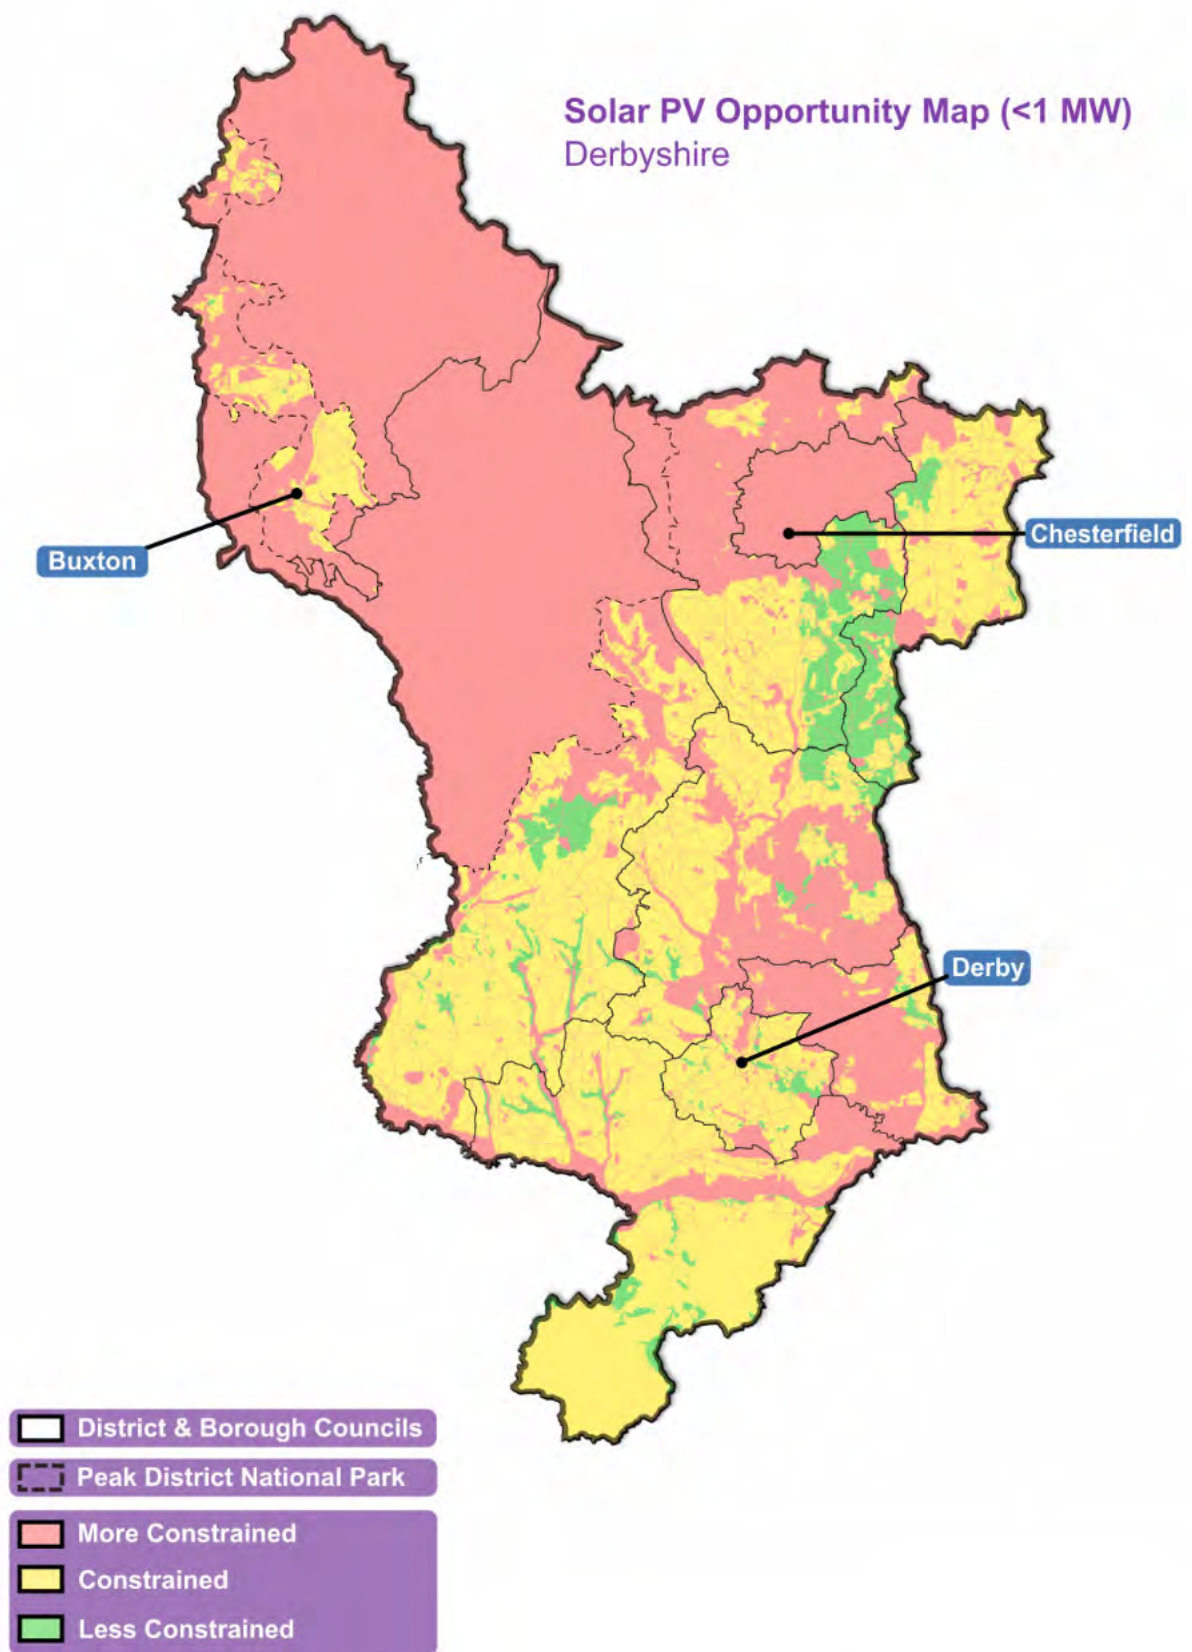 Solar PV Opportunity Map (<1 MW)
Derbyshire
Buxton
Chesterfield
Derby
District & Borough Councils
Peak District National Park
More Constrained
Constrained
Less Constrained